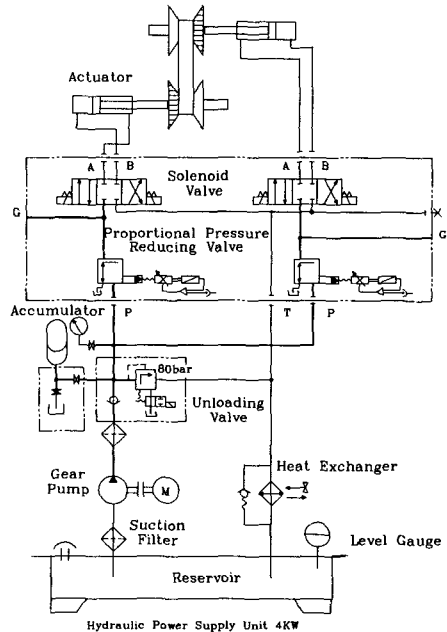 Actuator
A B
A B
Solenoid
Valve
G
G
Proportional Pressure
Reducing Valve
Accumulator
P
T P
80bar
Unloading
Valve
Gear
Pump
M
Heat Exchanger
Suction
Filter
Level Gauge
Reservoir
Hydraulic Power Supply Unit 4KW